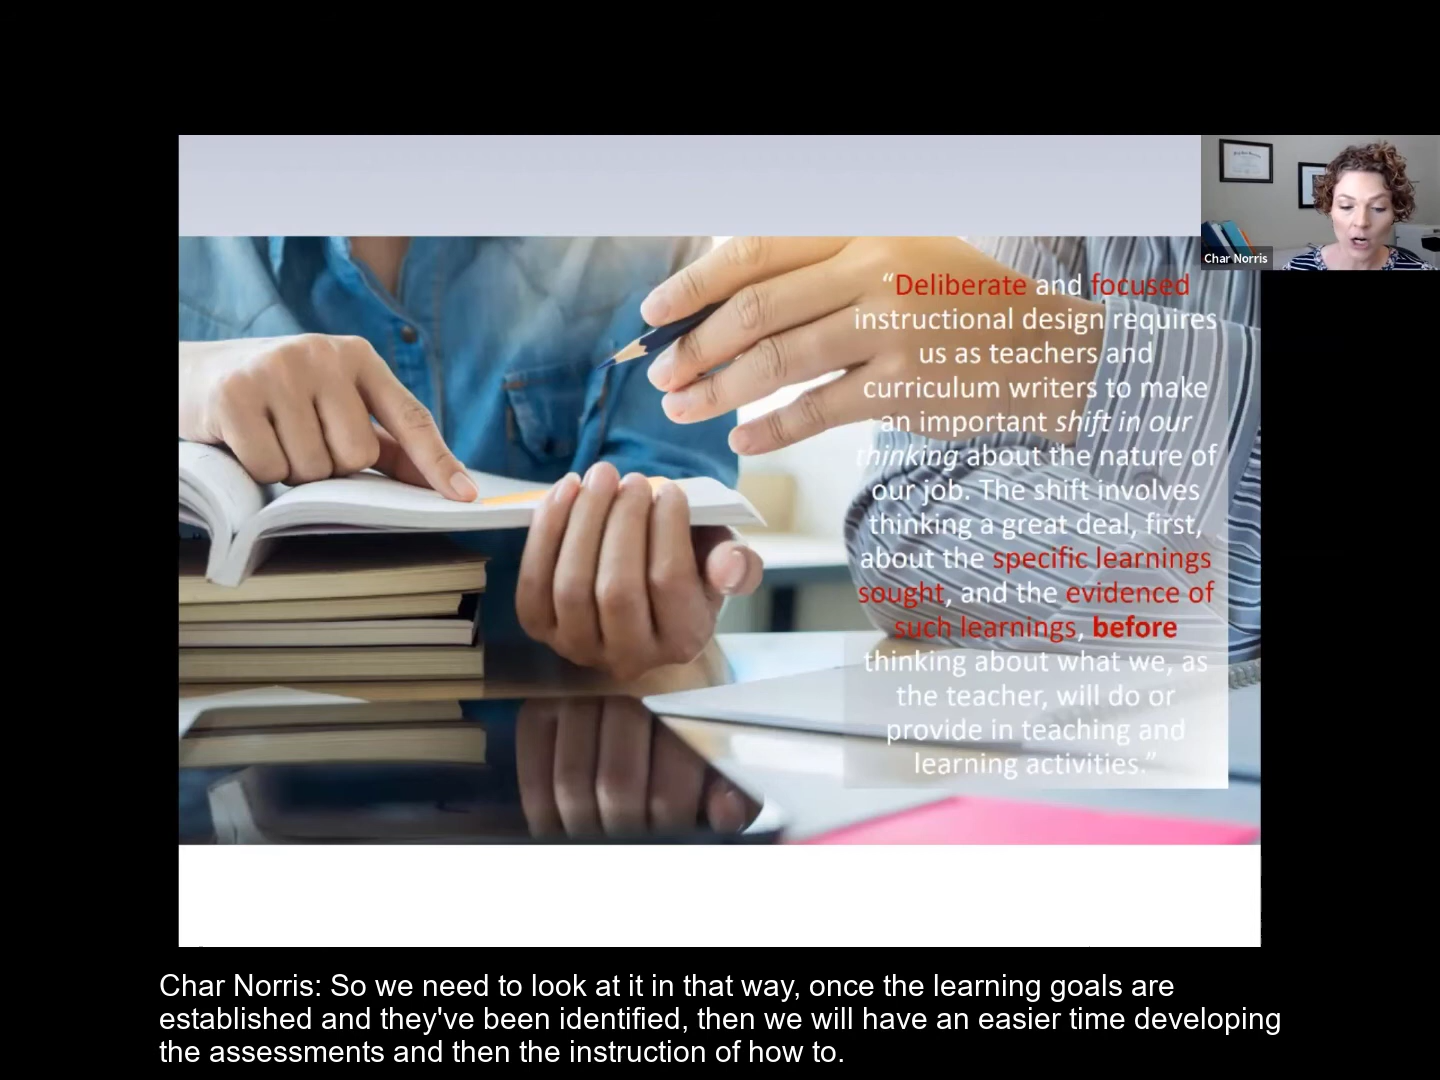 “Deliberate and focused
instructional design requires
us as teachers and
curriculum writers to make
an important shift in our
thinking about the nature of
our job. The shift involves
thinking a great deal, first,
about the specific learnings
sought, and the evidence of
such learnings, before
thinking about what we, as
the teacher, will do or
provide in teaching and
learning activities.”
Char Norris
Char Norris: So we need to look at it in that way, once the learning goals are
established and they've been identified, then we will have an easier time developing
the assessments and then the instruction of how to.